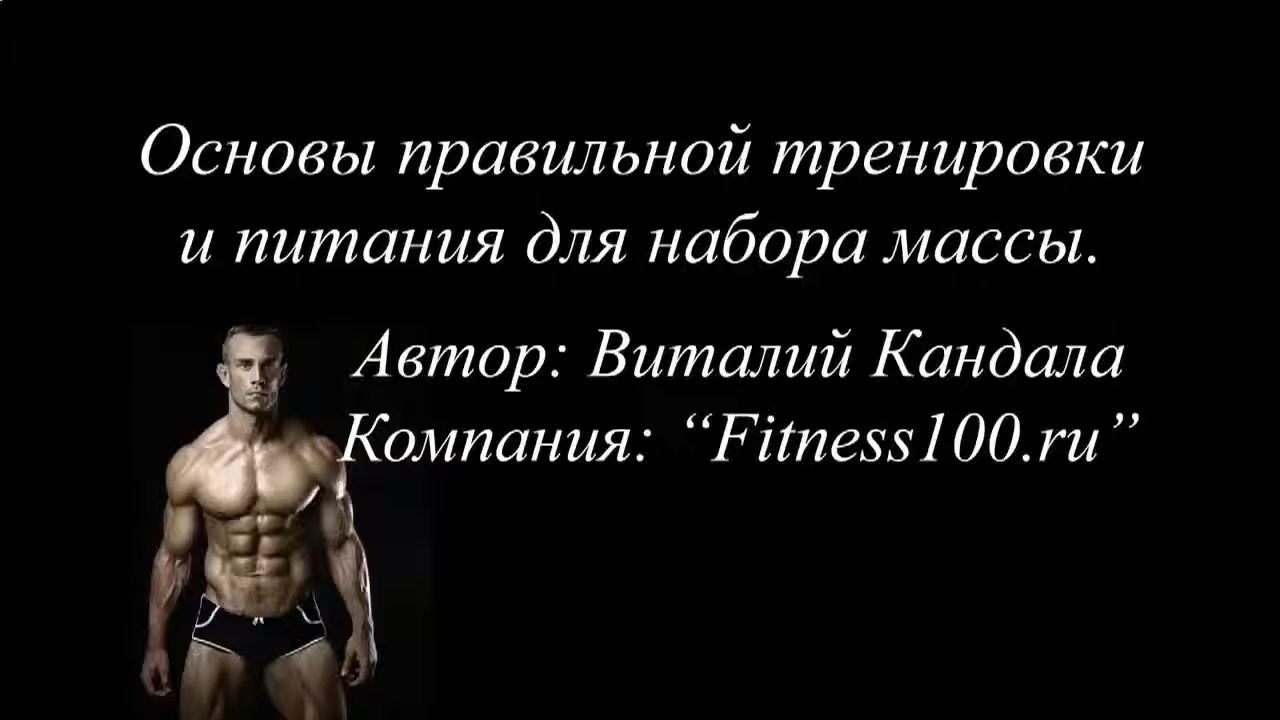 Основы правильной тренировки
и питания для набора массы.
Автор: Виталий Кандала
Компания: “Fitness100.ru”